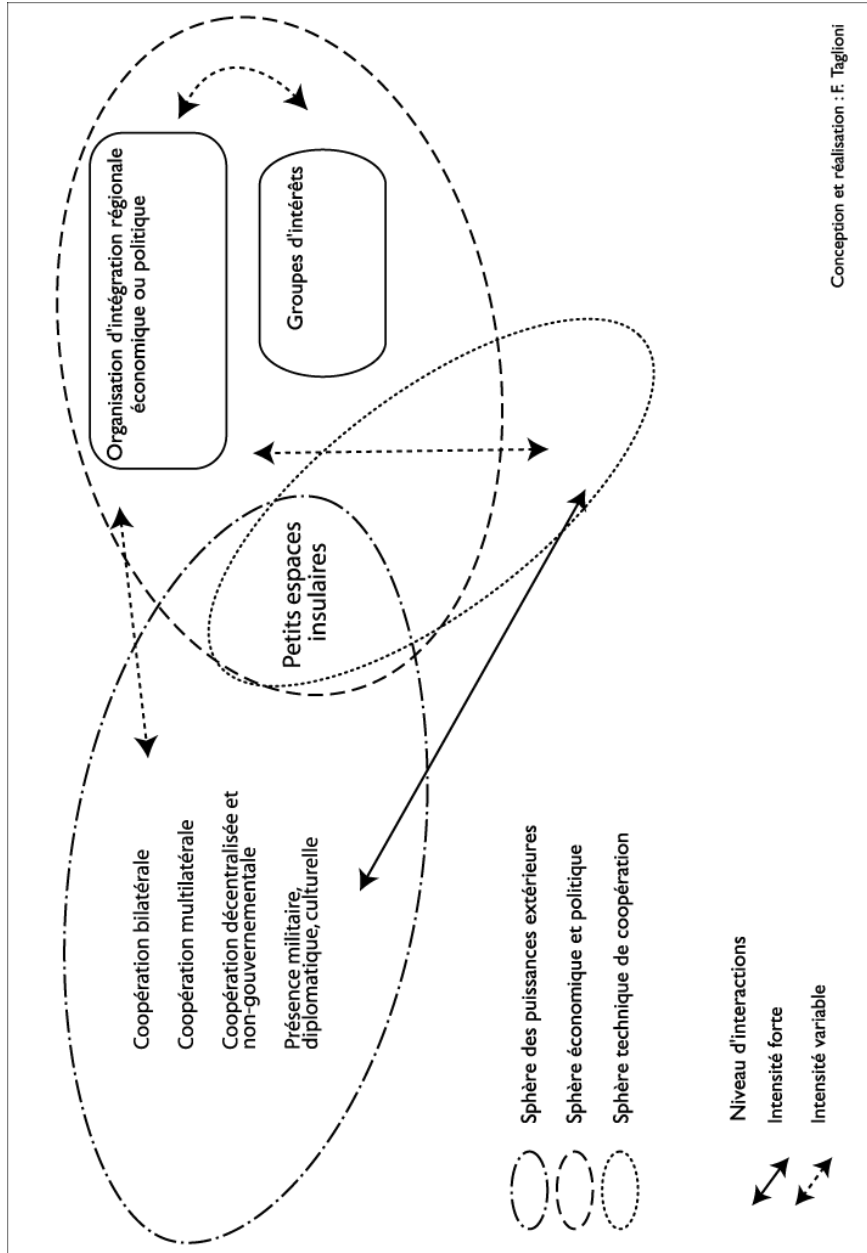 Organisation d'intégration régionale
économique ou politique
Groupes d'intérêts
Petits espaces
insulaires
Coopération bilatérale
Coopération multilatérale
Coopération décentralisée et
non-gouvernementale
Présence militaire,
diplomatique, culturelle
Sphère des puissances extérieures
Sphère économique et politique
Sphère technique de coopération
Niveau d'interactions
Intensité forte
Intensité variable
Conception et réalisation : F. Taglioni